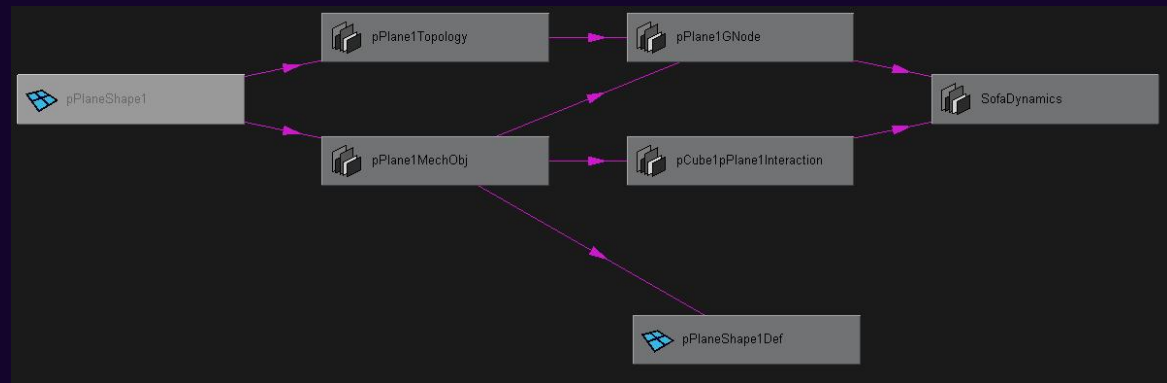 pPlane1Topology
pPlane1GNode
pPlaneShape1
SofaDynamics
pPlane1MechObj
pCube1pPlane1Interaction
pPlaneShape1Def